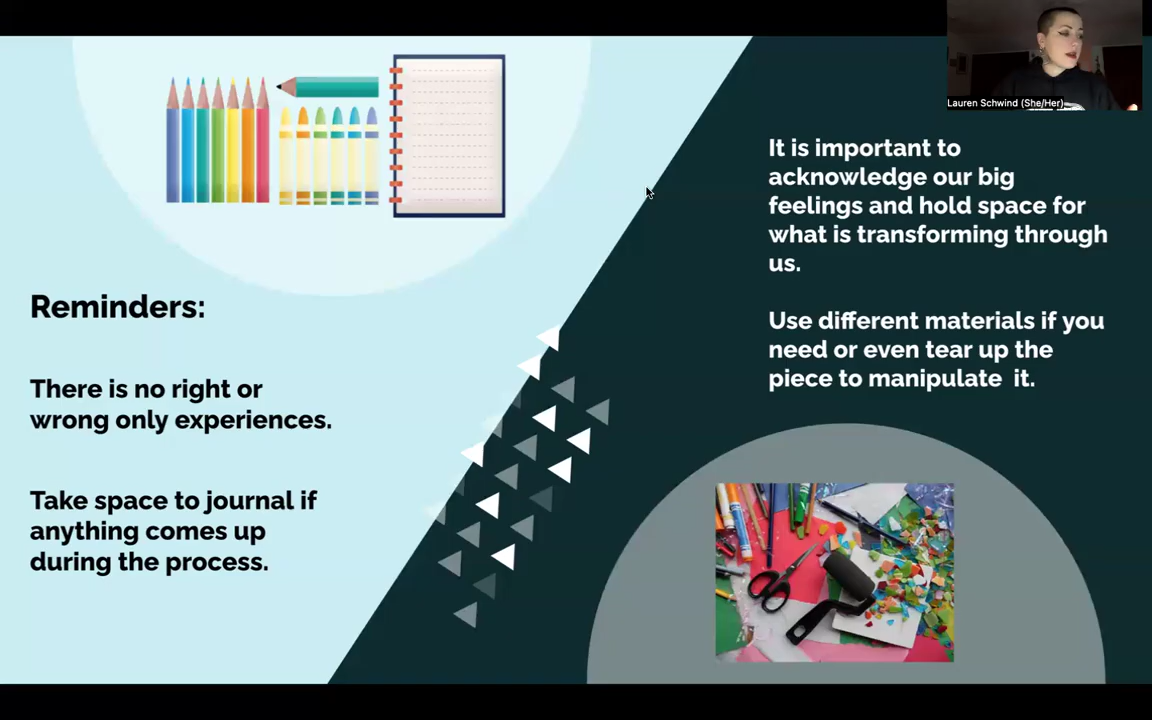 Lauren Schwind (She/Her)
Reminders:
There is no right or
wrong only experiences.
Take space to journal if
anything comes up
during the process.
It is important to
acknowledge our big
feelings and hold space for
what is transforming through
us.
Use different materials if you
need or even tear up the
piece to manipulate  it.